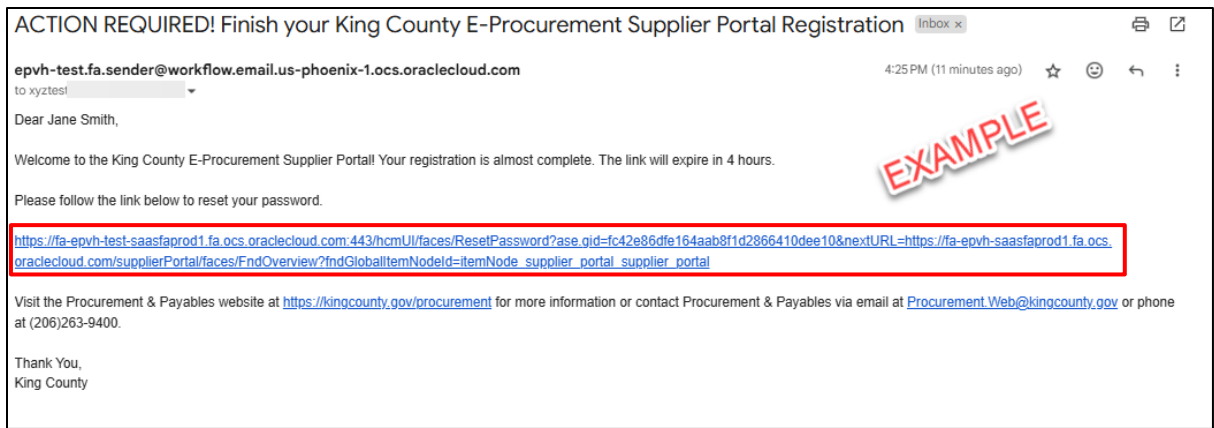 ACTION REQUIRED! Finish your King County E-Procurement Supplier Portal Registration Inbox x
epvh-test.fa.sender@workflow.email.us-phoenix-1.ocs.oraclecloud.com 4:25 PM (11 minutes ago)
to xyztest
Dear Jane Smith,
EXAMPLE
Welcome to the King County E-Procurement Supplier Portal! Your registration is almost complete. The link will expire in 4 hours.
Please follow the link below to reset your password.
https://fa-epvh-test-saasfaprod1.fa.ocs.oraclecloud.com:443/hcmUI/faces/ResetPassword?ase.gid=fc42e86dfe164aab8f1d2866410dee10&nextURL=https://fa-epvh-saasfaprod1.fa.ocs.
oraclecloud.com/supplierPortal/faces/FndOverview?fndGlobalItemNodeId=itemNode_supplier_portal_supplier_portal
Visit the Procurement & Payables website at https://kingcounty.gov/procurement for more information or contact Procurement & Payables via email at Procurement.Web@kingcounty.gov or phone
at (206)263-9400.
Thank You,
King County